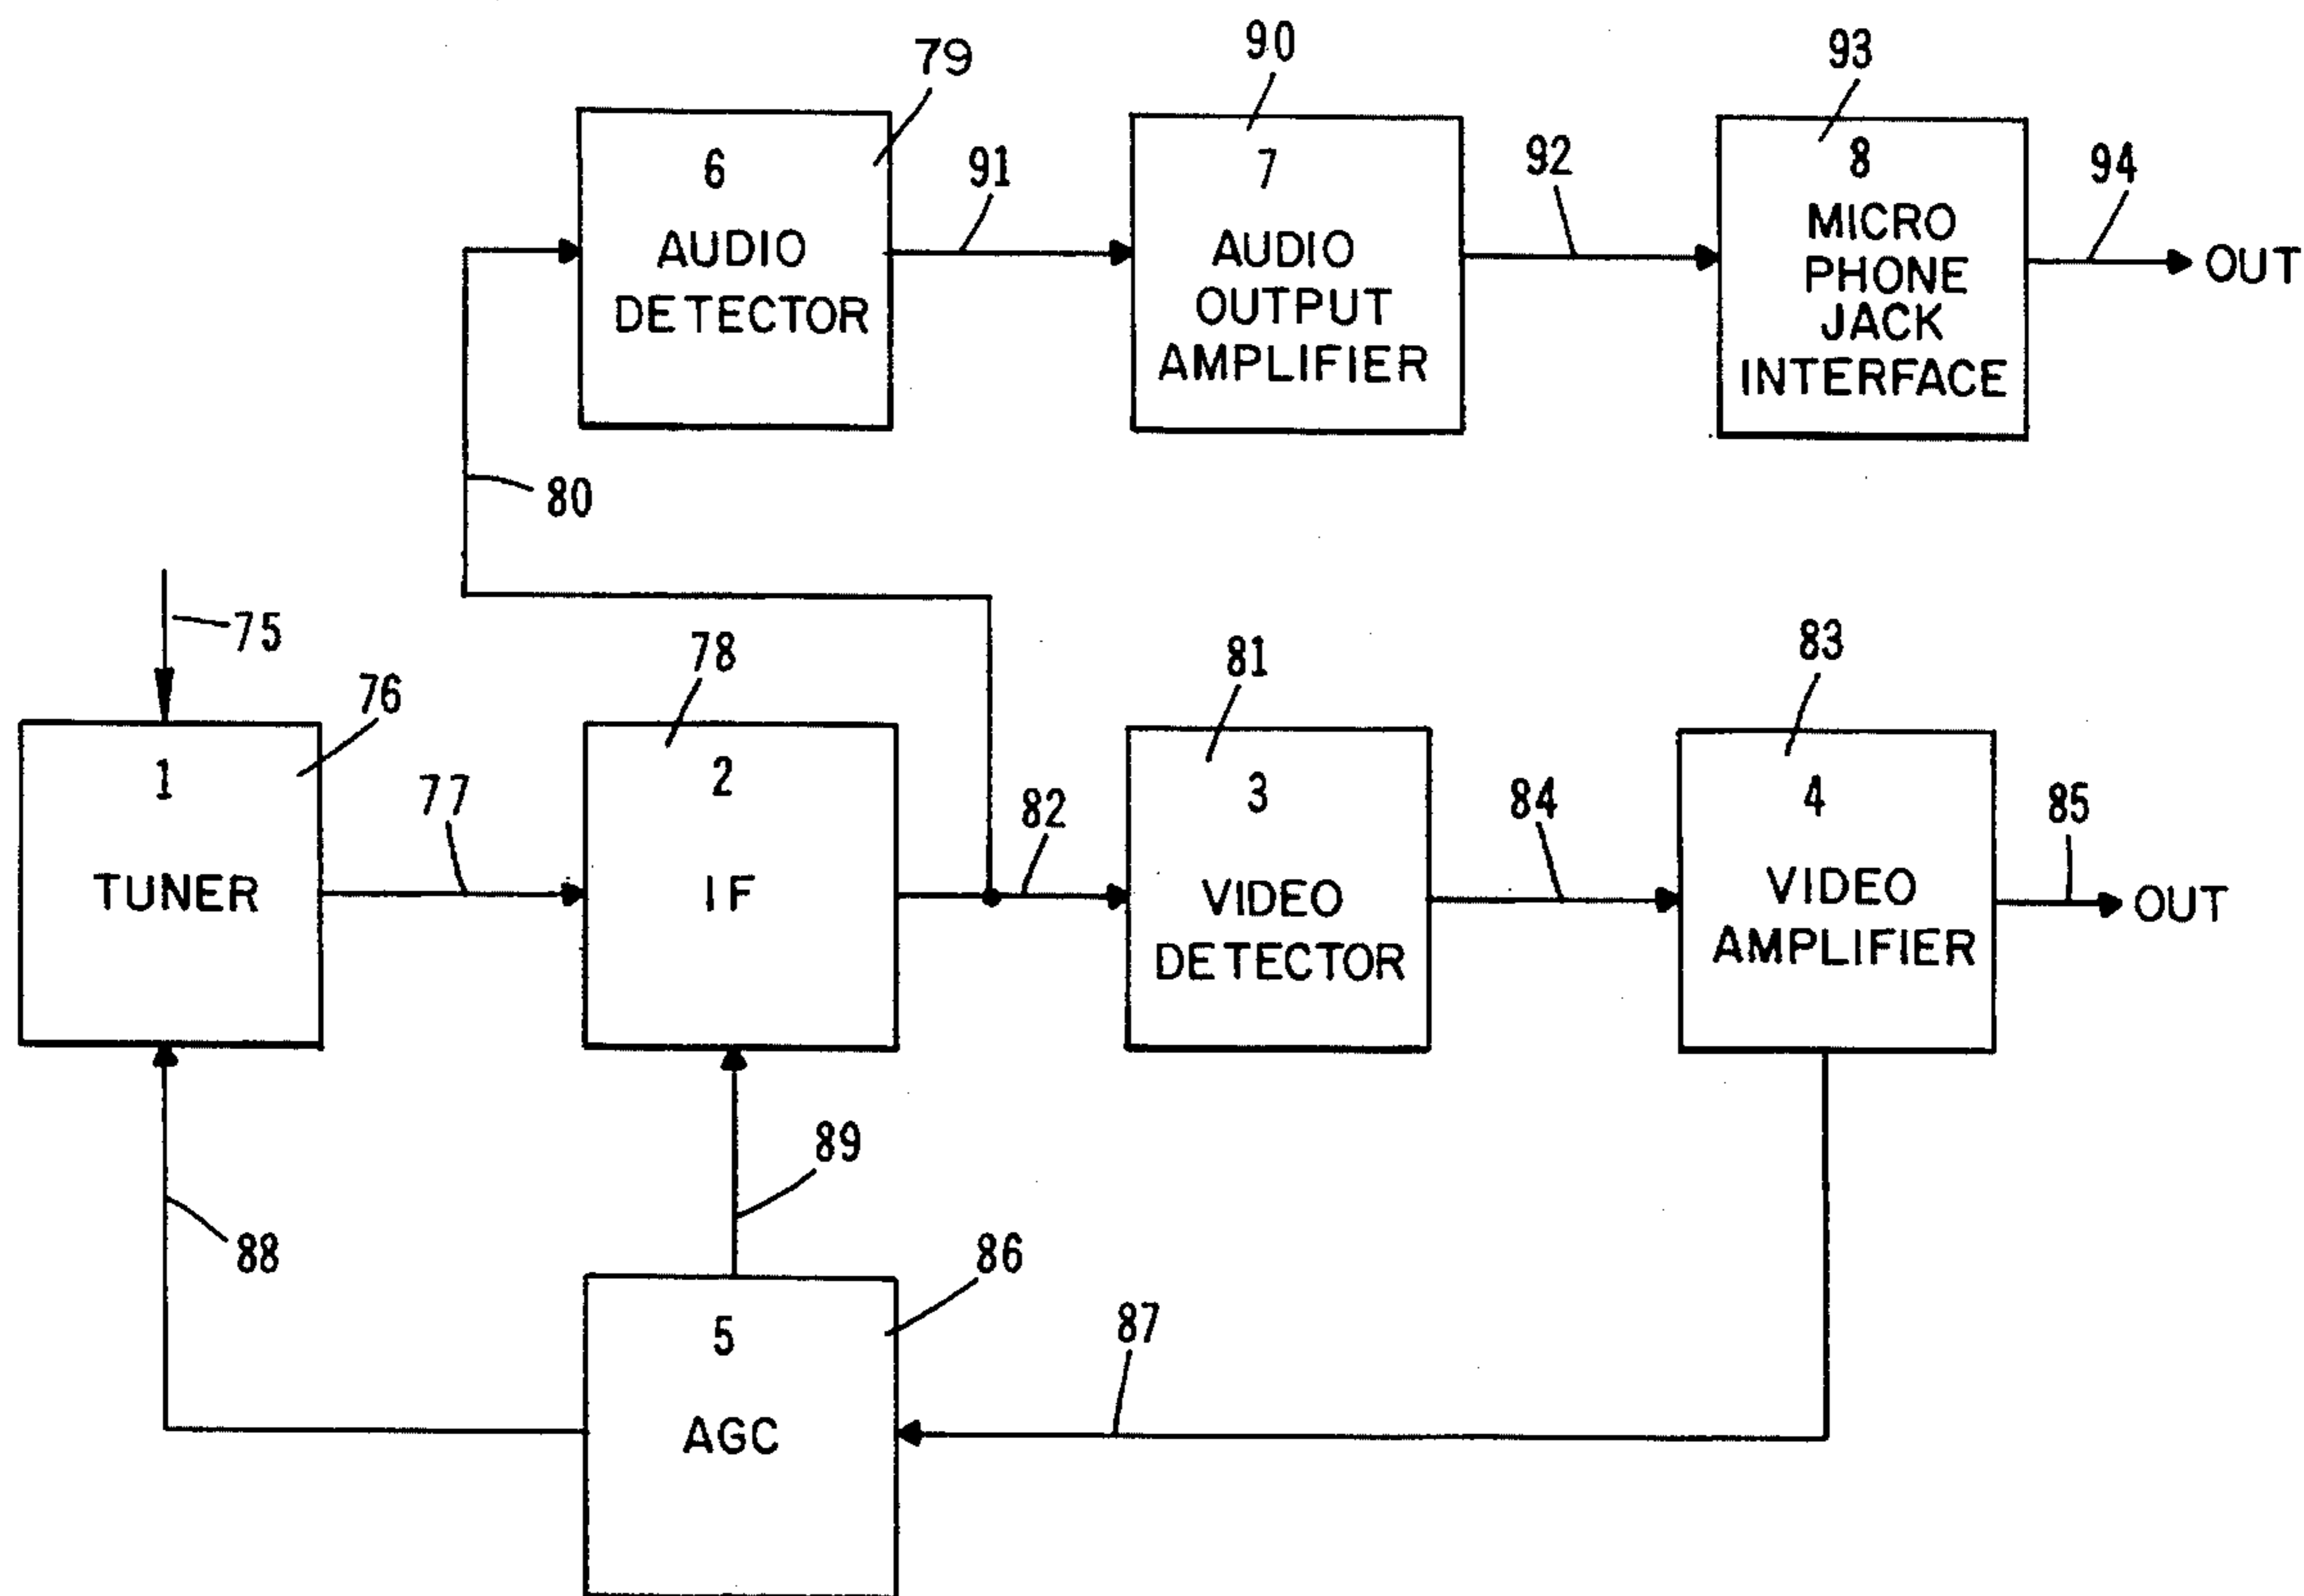 79
90
93
6
AUDIO
DETECTOR
91
7
AUDIO
OUTPUT
AMPLIFIER
92
8
MICRO
PHONE
JACK
INTERFACE
94
OUT
80
75
76
78
81
83
1
TUNER
77
2
IF
82
3
VIDEO
DETECTOR
84
4
VIDEO
AMPLIFIER
85
OUT
88
89
86
5
AGC
87